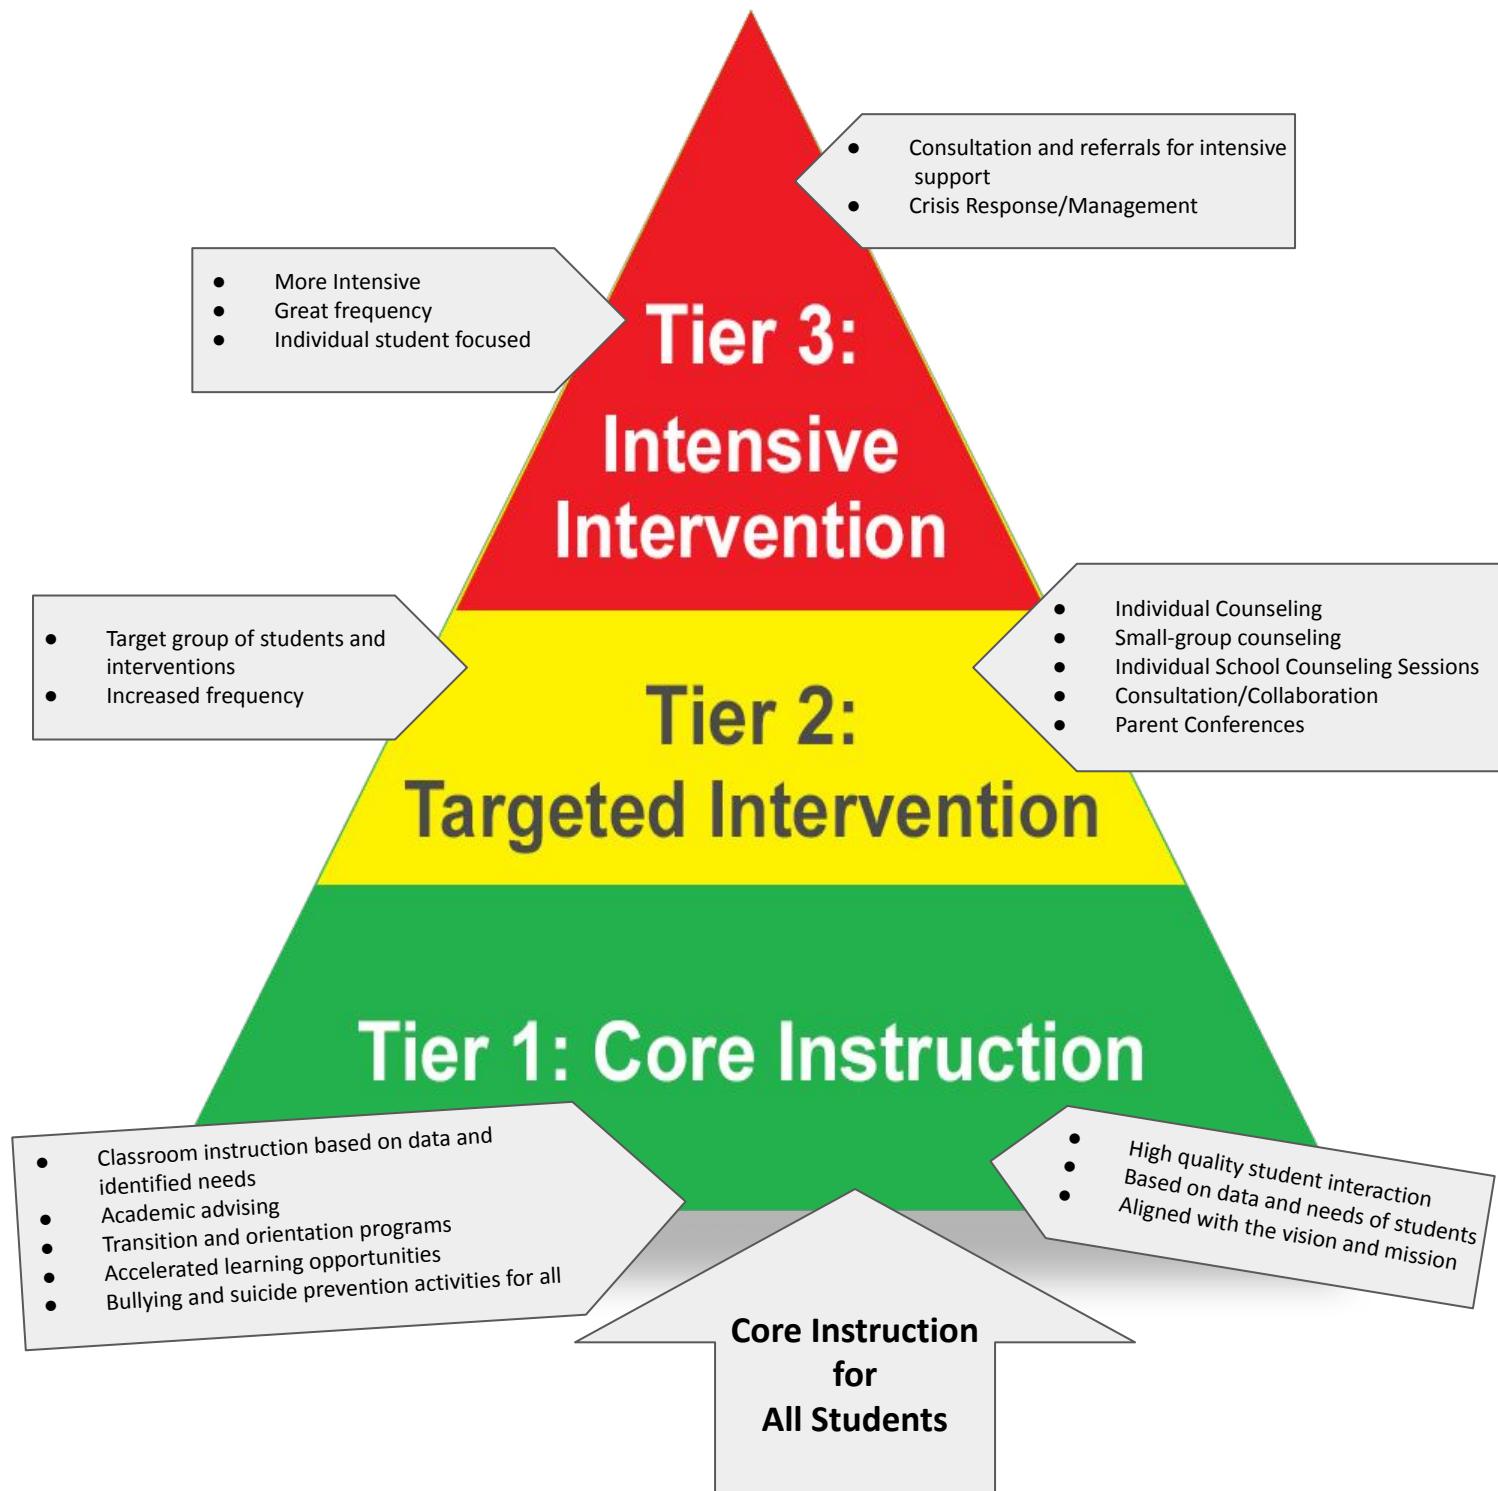 ● Consultation and referrals for intensive
support
● Crisis Response/Management
● More Intensive
● Great frequency
● Individual student focused
Tier 3:
Intensive
Intervention
● Target group of students and
interventions
● Increased frequency
● Individual Counseling
● Small-group counseling
● Individual School Counseling Sessions
● Consultation/Collaboration
● Parent Conferences
Tier 2:
Targeted Intervention
Tier 1: Core Instruction
● Classroom instruction based on data and
identified needs
● Academic advising
● Transition and orientation programs
● Accelerated learning opportunities
● Bullying and suicide prevention activities for all
● High quality student interaction
● Based on data and needs of students
● Aligned with the vision and mission
Core Instruction
for
All Students